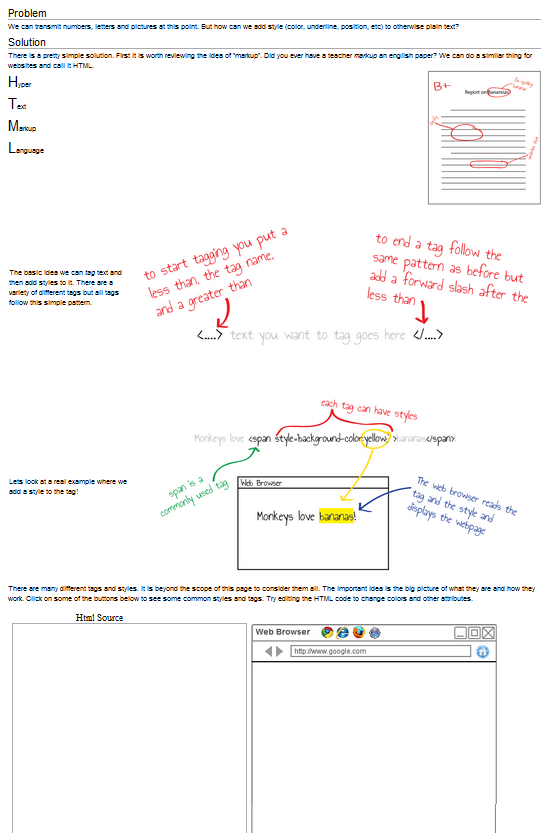 Problem
We can transmit numbers, letters and pictures at this point. But how can we add style (color, underline, position, etc) to otherwise plain text?
Solution
There is a pretty simple solution. First it is worth reviewing the idea of "markup". Did you ever have a teacher markup an english paper? We can do a similar thing for
websites and call it HTML.
Hyper
Text
Markup
Language
B+
Report on Bananas
The basic idea we can tag text and
then add styles to it. There are a
variety of different tags but all tags
follow this simple pattern.
to start tagging you put a
less than, the tag name,
and a greater than
to end a tag follow the
same pattern as before but
add a forward slash after the
less than
<....> text you want to tag goes here </....>
each tag can have styles
Monkeys love <span style=background-color:yellow;' >bananas</span>
Lets look at a real example where we
add a style to the tag!
span is a
commonly used tag
Web Browser
Monkeys love bananas!
The web browser reads the
tag and the style and
displays the webpage
There are many different tags and styles. It is beyond the scope of this page to consider them all. The important idea is the big picture of what they are and how they
work. Click on some of the buttons below to see some common styles and tags. Try editing the HTML code to change colors and other attributes.
Html Source
Web Browser
http://www.google.com